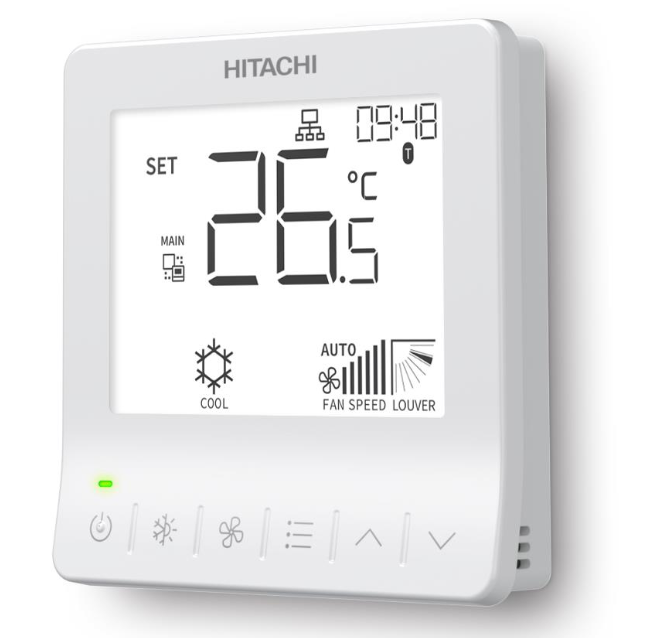 HITACHI
09:48
T
SET
26.5
°C
MAIN
AUTO
COOL
FAN SPEED LOUVER